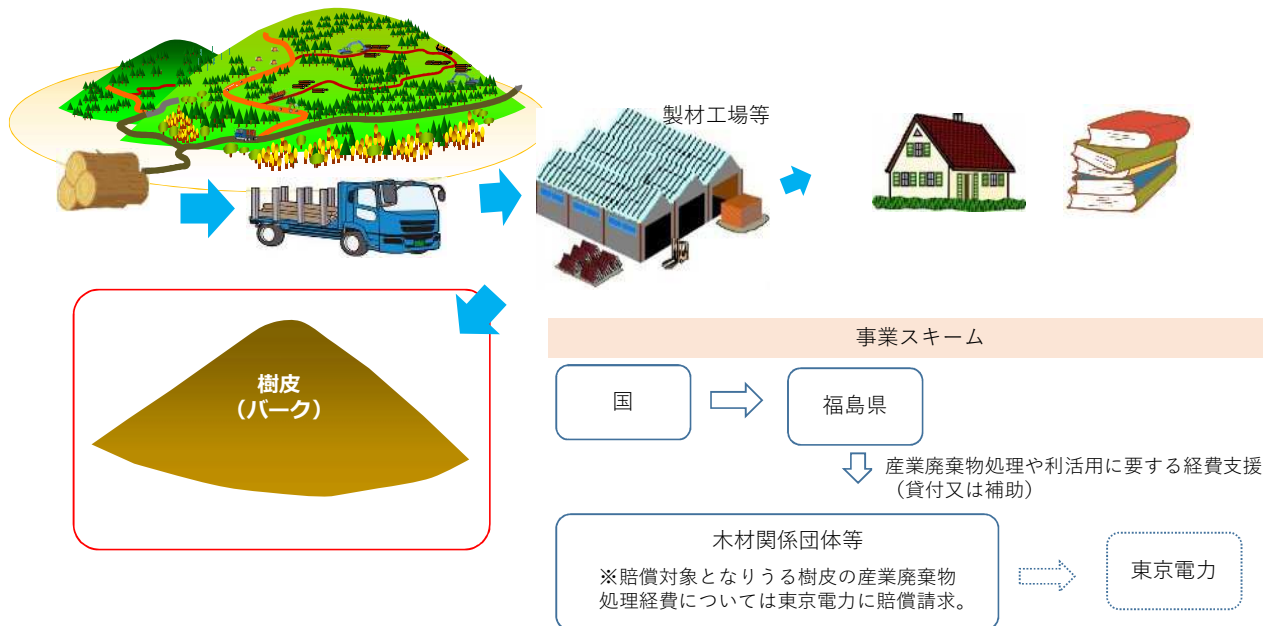 製材工場等
樹皮
（バーク）
事業スキーム
国
福島県
産業廃棄物処理や利活用に要する経費支援
（貸付又は補助）
木材関係団体等
※賠償対象となりうる樹皮の産業廃棄物
処理経費については東京電力に賠償請求。
東京電力